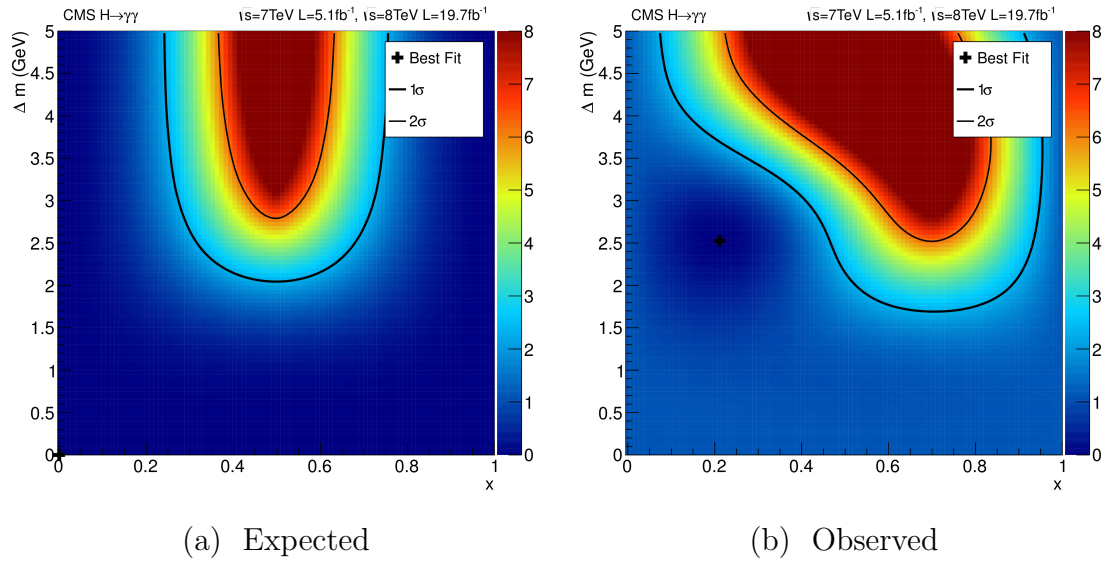 CMS H→γγ √s=7TeV L=5.1fb⁻¹, √s=8TeV L=19.7fb⁻¹
Δ m (GeV)
5
4.5
4
3.5
3
2.5
2
1.5
1
0.5
0
0 0.2 0.4 0.6 0.8 1
x
Best Fit
1σ
2σ
8
7
6
5
4
3
2
1
0
(a) Expected
CMS H→γγ √s=7TeV L=5.1fb⁻¹, √s=8TeV L=19.7fb⁻¹
Δ m (GeV)
5
4.5
4
3.5
3
2.5
2
1.5
1
0.5
0
0 0.2 0.4 0.6 0.8 1
x
Best Fit
1σ
2σ
8
7
6
5
4
3
2
1
0
(b) Observed